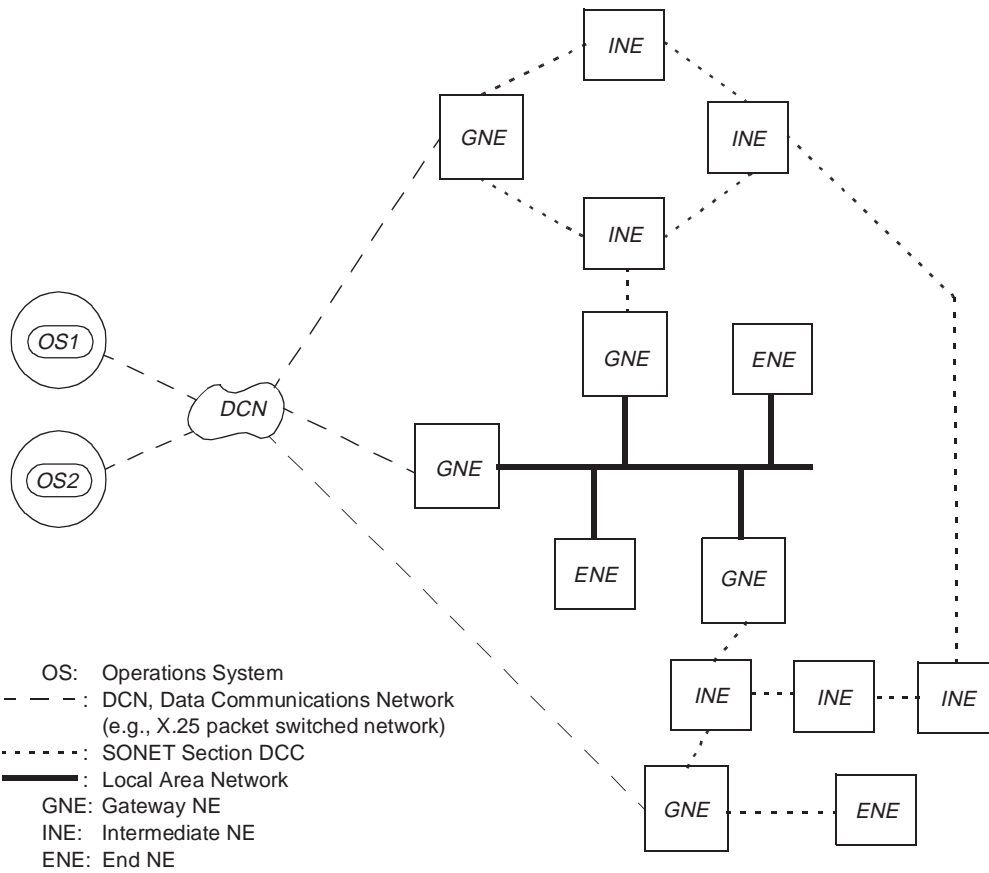 INE
GNE
INE
INE
OS1
GNE
ENE
DCN
GNE
OS2
ENE
GNE
OS: Operations System
: DCN, Data Communications Network
(e.g., X.25 packet switched network)
: SONET Section DCC
: Local Area Network
GNE: Gateway NE
INE: Intermediate NE
ENE: End NE
INE
INE
INE
GNE
ENE